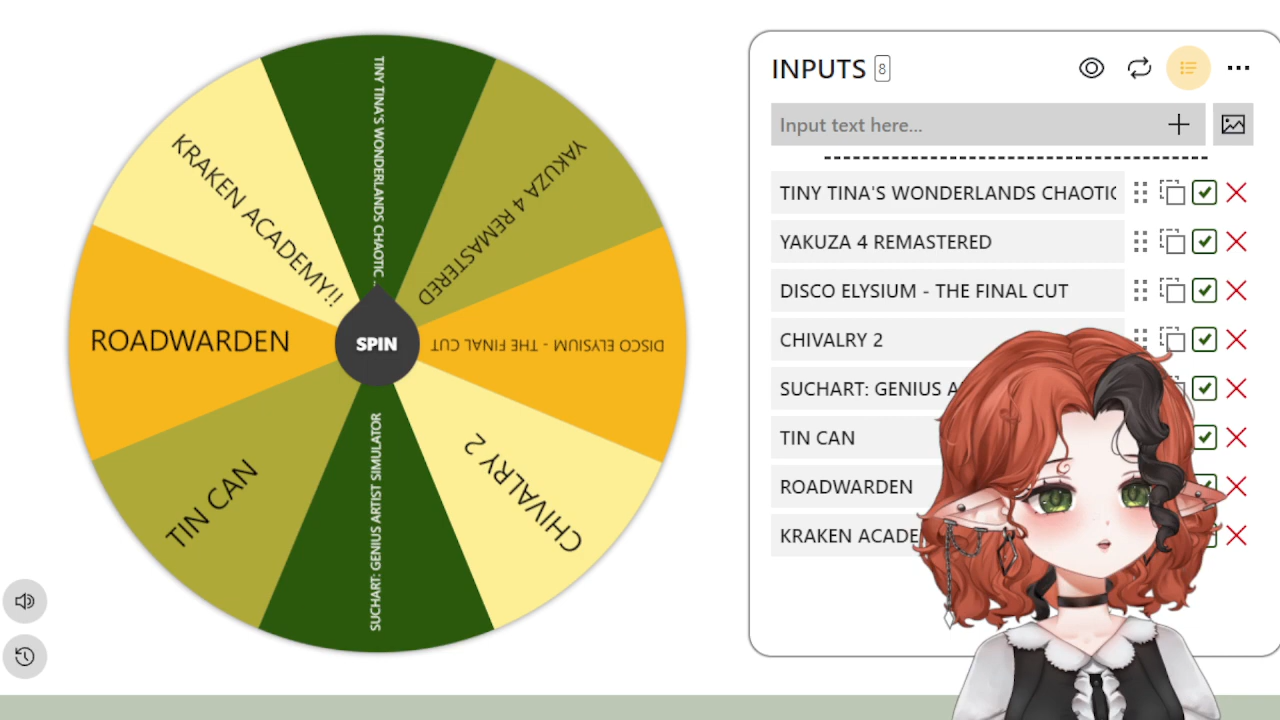 TINY TINA'S WONDERLANDS CHAOTIC ...
YAKUZA 4 REMASTERED
DISCO ELYSIUM - THE FINAL CUT
CHIVALRY 2
SUCHART: GENIUS ARTIST SIMULATOR
TIN CAN
ROADWARDEN
KRAKEN ACADEMY!!
SPIN
INPUTS 8
Input text here...
TINY TINA'S WONDERLANDS CHAOTIC
YAKUZA 4 REMASTERED
DISCO ELYSIUM - THE FINAL CUT
CHIVALRY 2
SUCHART: GENIUS A
TIN CAN
ROADWARDEN
KRAKEN ACADE